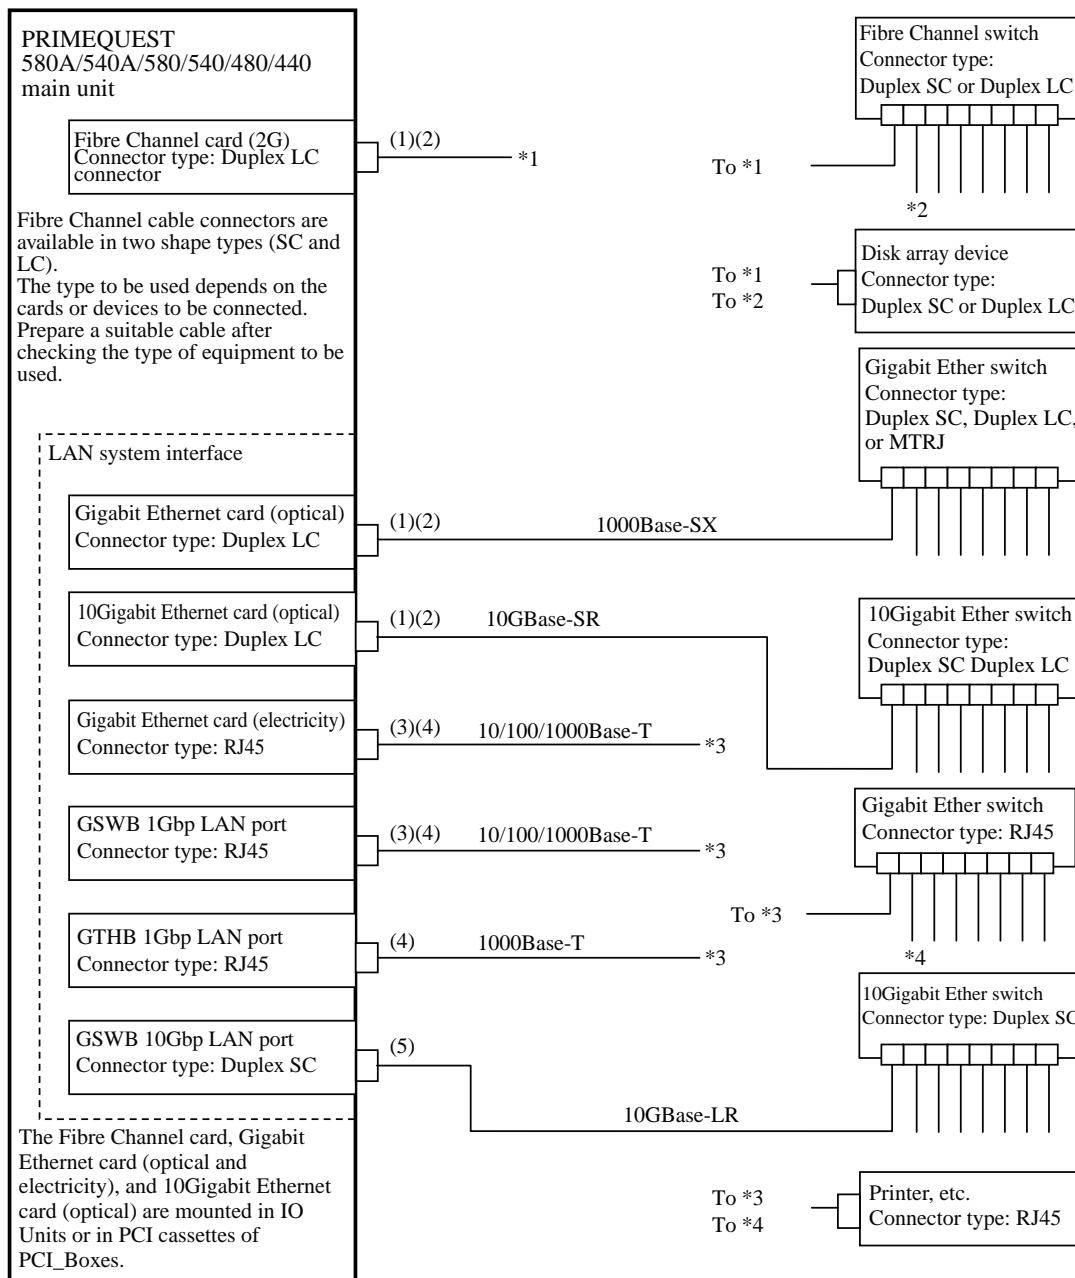 PRIMEQUEST
580A/540A/580/540/480/440
main unit
Fibre Channel card (2G)
Connector type: Duplex LC
connector
(1)(2)
*1
Fibre Channel cable connectors are
available in two shape types (SC and
LC).
The type to be used depends on the
cards or devices to be connected.
Prepare a suitable cable after
checking the type of equipment to be
used.
LAN system interface
Gigabit Ethernet card (optical)
Connector type: Duplex LC
(1)(2)
1000Base-SX
10Gigabit Ethernet card (optical)
Connector type: Duplex LC
(1)(2)
10GBase-SR
Gigabit Ethernet card (electricity)
Connector type: RJ45
(3)(4)
10/100/1000Base-T
*3
GSWB 1Gbp LAN port
Connector type: RJ45
(3)(4)
10/100/1000Base-T
*3
GTHB 1Gbp LAN port
Connector type: RJ45
(4)
1000Base-T
*3
GSWB 10Gbp LAN port
Connector type: Duplex SC
(5)
10GBase-LR
The Fibre Channel card, Gigabit
Ethernet card (optical and
electricity), and 10Gigabit Ethernet
card (optical) are mounted in IO
Units or in PCI cassettes of
PCI_Boxes.
Fibre Channel switch
Connector type:
Duplex SC or Duplex LC
To *1
*2
Disk array device
Connector type:
Duplex SC or Duplex LC
To *1
To *2
Gigabit Ether switch
Connector type:
Duplex SC, Duplex LC,
or MTRJ
10Gigabit Ether switch
Connector type:
Duplex SC Duplex LC
Gigabit Ether switch
Connector type: RJ45
To *3
*4
10Gigabit Ether switch
Connector type: Duplex SC
To *3
To *4
Printer, etc.
Connector type: RJ45